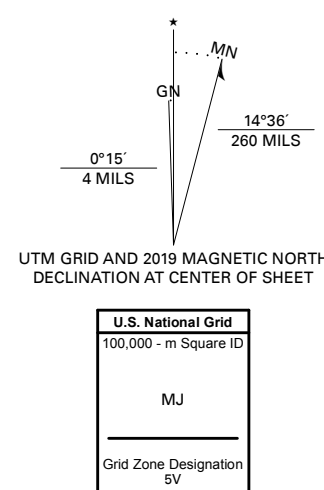 ★
MN
GN
14°36´
260 MILS
0°15´
4 MILS
UTM GRID AND 2019 MAGNETIC NORTH
DECLINATION AT CENTER OF SHEET
U.S. National Grid
100,000 - m Square ID
MJ
Grid Zone Designation
5V